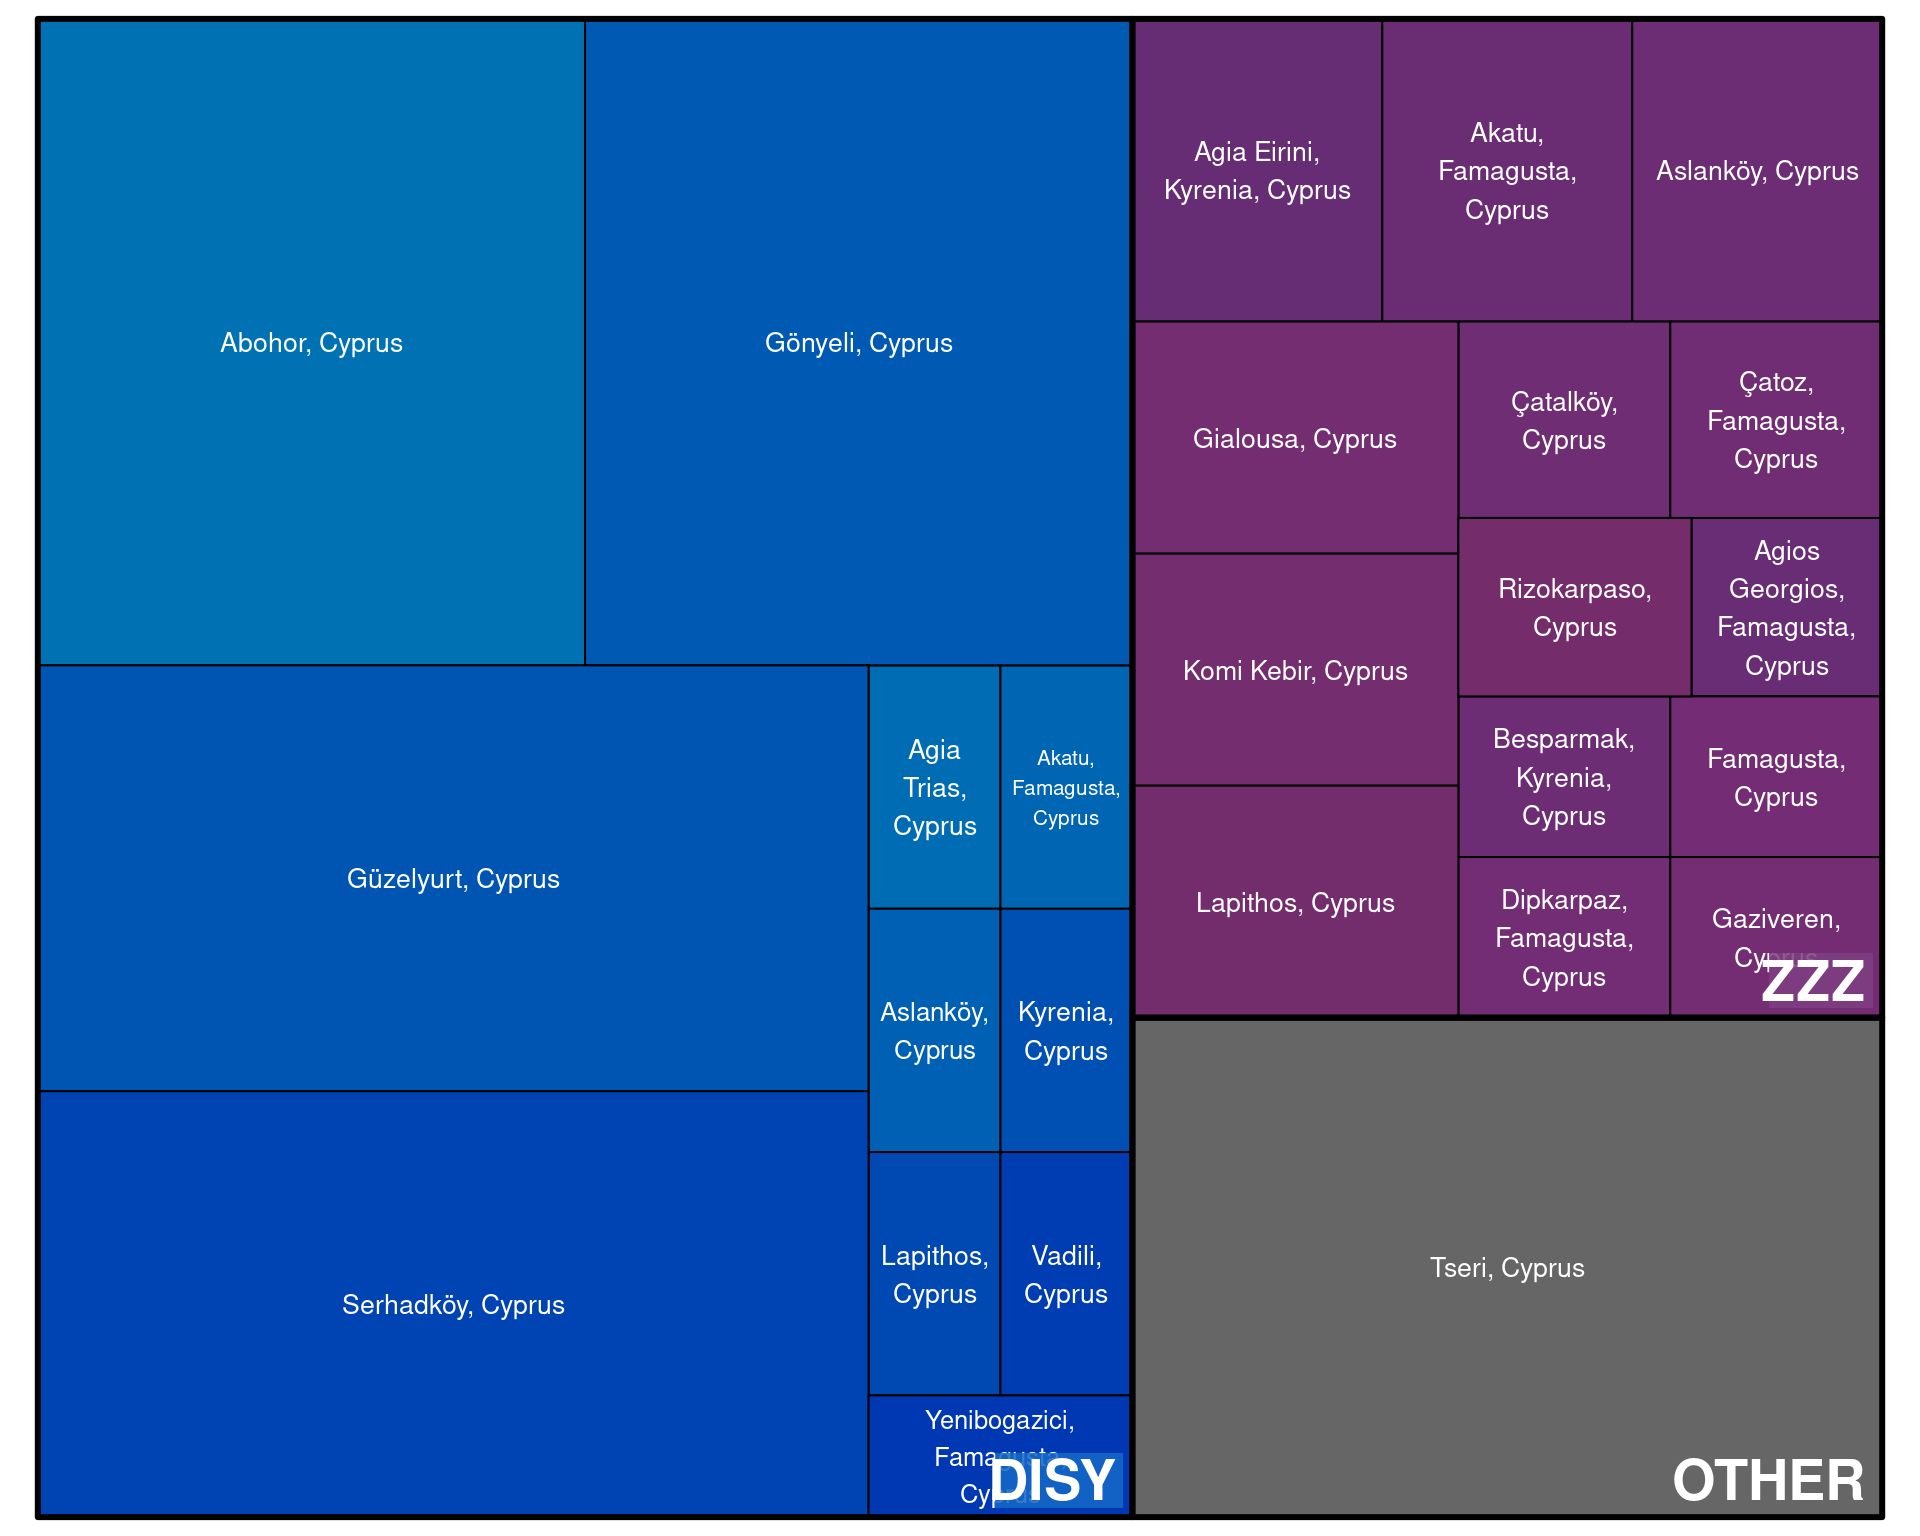 Abohor, Cyprus
Gönyeli, Cyprus
Güzelyurt, Cyprus
Serhadköy, Cyprus
Agia
Trias,
Cyprus
Akatu,
Famagusta,
Cyprus
Aslanköy,
Cyprus
Kyrenia,
Cyprus
Lapithos,
Cyprus
Vadili,
Cyprus
Yenibogazici,
Famagusta,
Cyprus
DISY
Agia Eirini,
Kyrenia, Cyprus
Akatu,
Famagusta,
Cyprus
Aslanköy, Cyprus
Gialousa, Cyprus
Komi Kebir, Cyprus
Lapithos, Cyprus
Çatalköy,
Cyprus
Çatoz,
Famagusta,
Cyprus
Rizokarpaso,
Cyprus
Agios
Georgios,
Famagusta,
Cyprus
Besparmak,
Kyrenia,
Cyprus
Famagusta,
Cyprus
Dipkarpaz,
Famagusta,
Cyprus
Gaziveren,
Cyprus
ZZZ
Tseri, Cyprus
OTHER